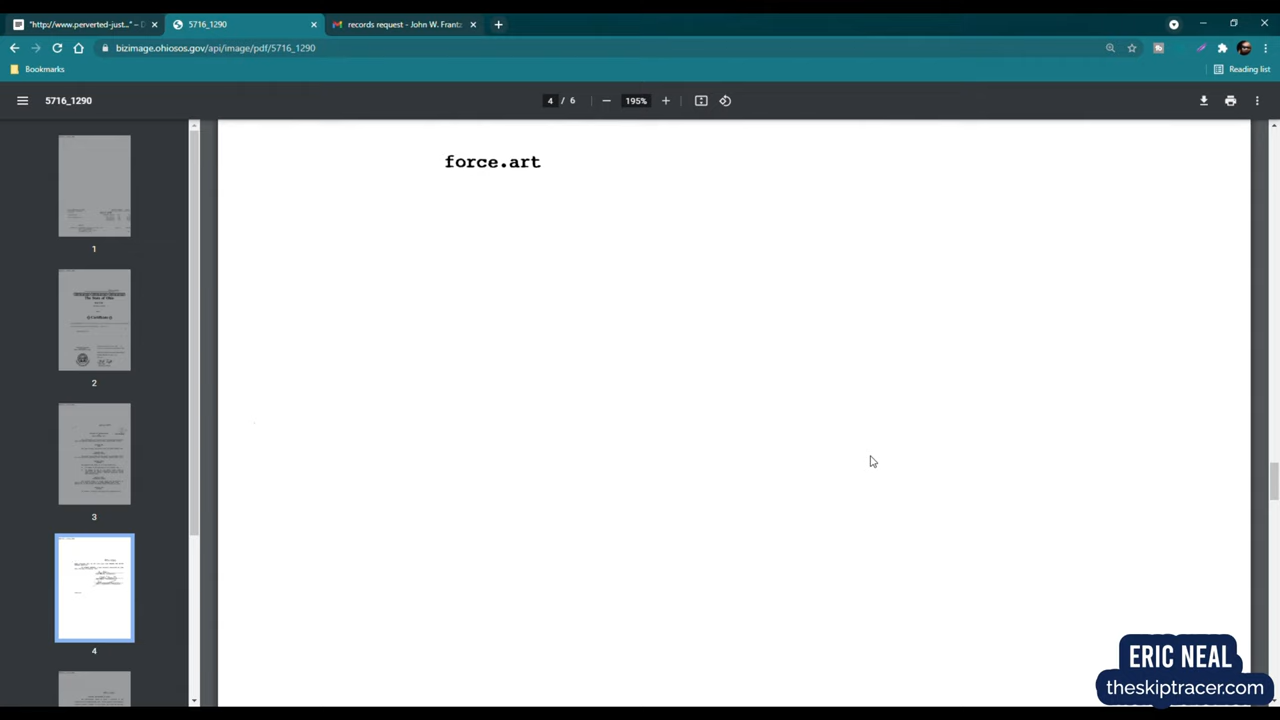 "http://www.perverted-just..." – D
5716_1290
records request - John W. Frant
bizimage.ohiosos.gov/api/image/pdf/5716_1290
Bookmarks
Reading list
5716_1290
4 / 6
195%
force.art
1
2
3
4
ERIC NEAL
theskiptracer.com